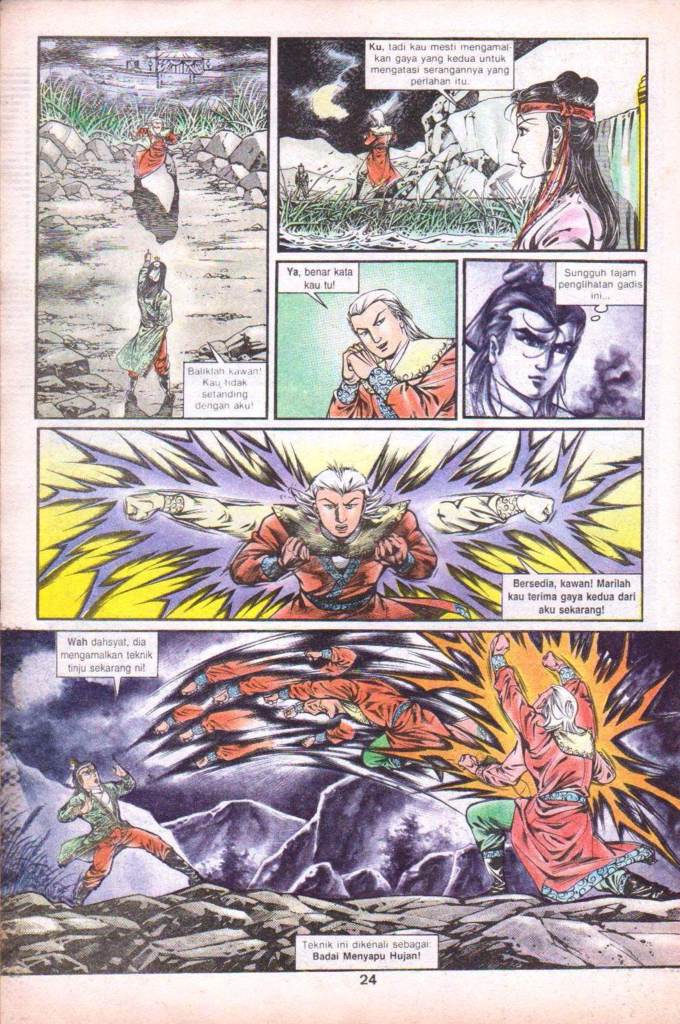 Ku, tadi kau mesti mengamal-
kan gaya yang kedua untuk
mengatasi serangannya yang
perlahan itu.
Baliklah kawan!
Kau tidak
setanding
dengan aku!
Ya, benar kata
kau tu!
Sungguh tajam
penglihatan gadis
ini...
Bersedia, kawan! Marilah
kau terima gaya kedua dari
aku sekarang!
Wah dahsyat, dia
mengamalkan teknik
tinju sekarang ni!
Teknik ini dikenali sebagai:
Badai Menyapu Hujan!
24